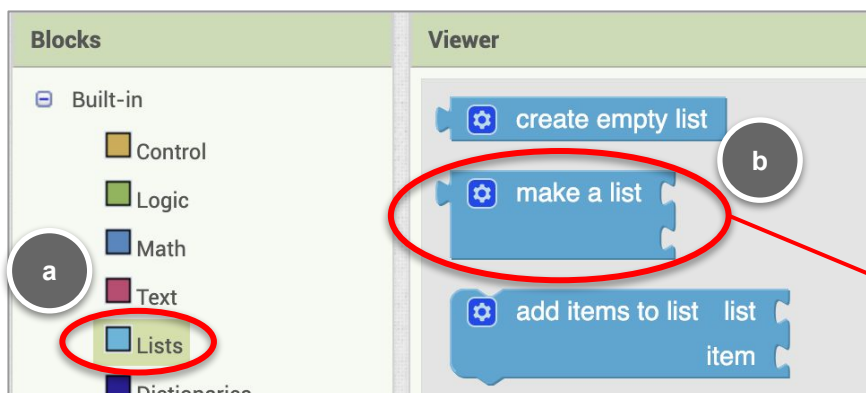 Blocks
Viewer
Built-in
Control
Logic
Math
Text
Lists
Dictionaries
a
create empty list
b
make a list
add items to list list
item